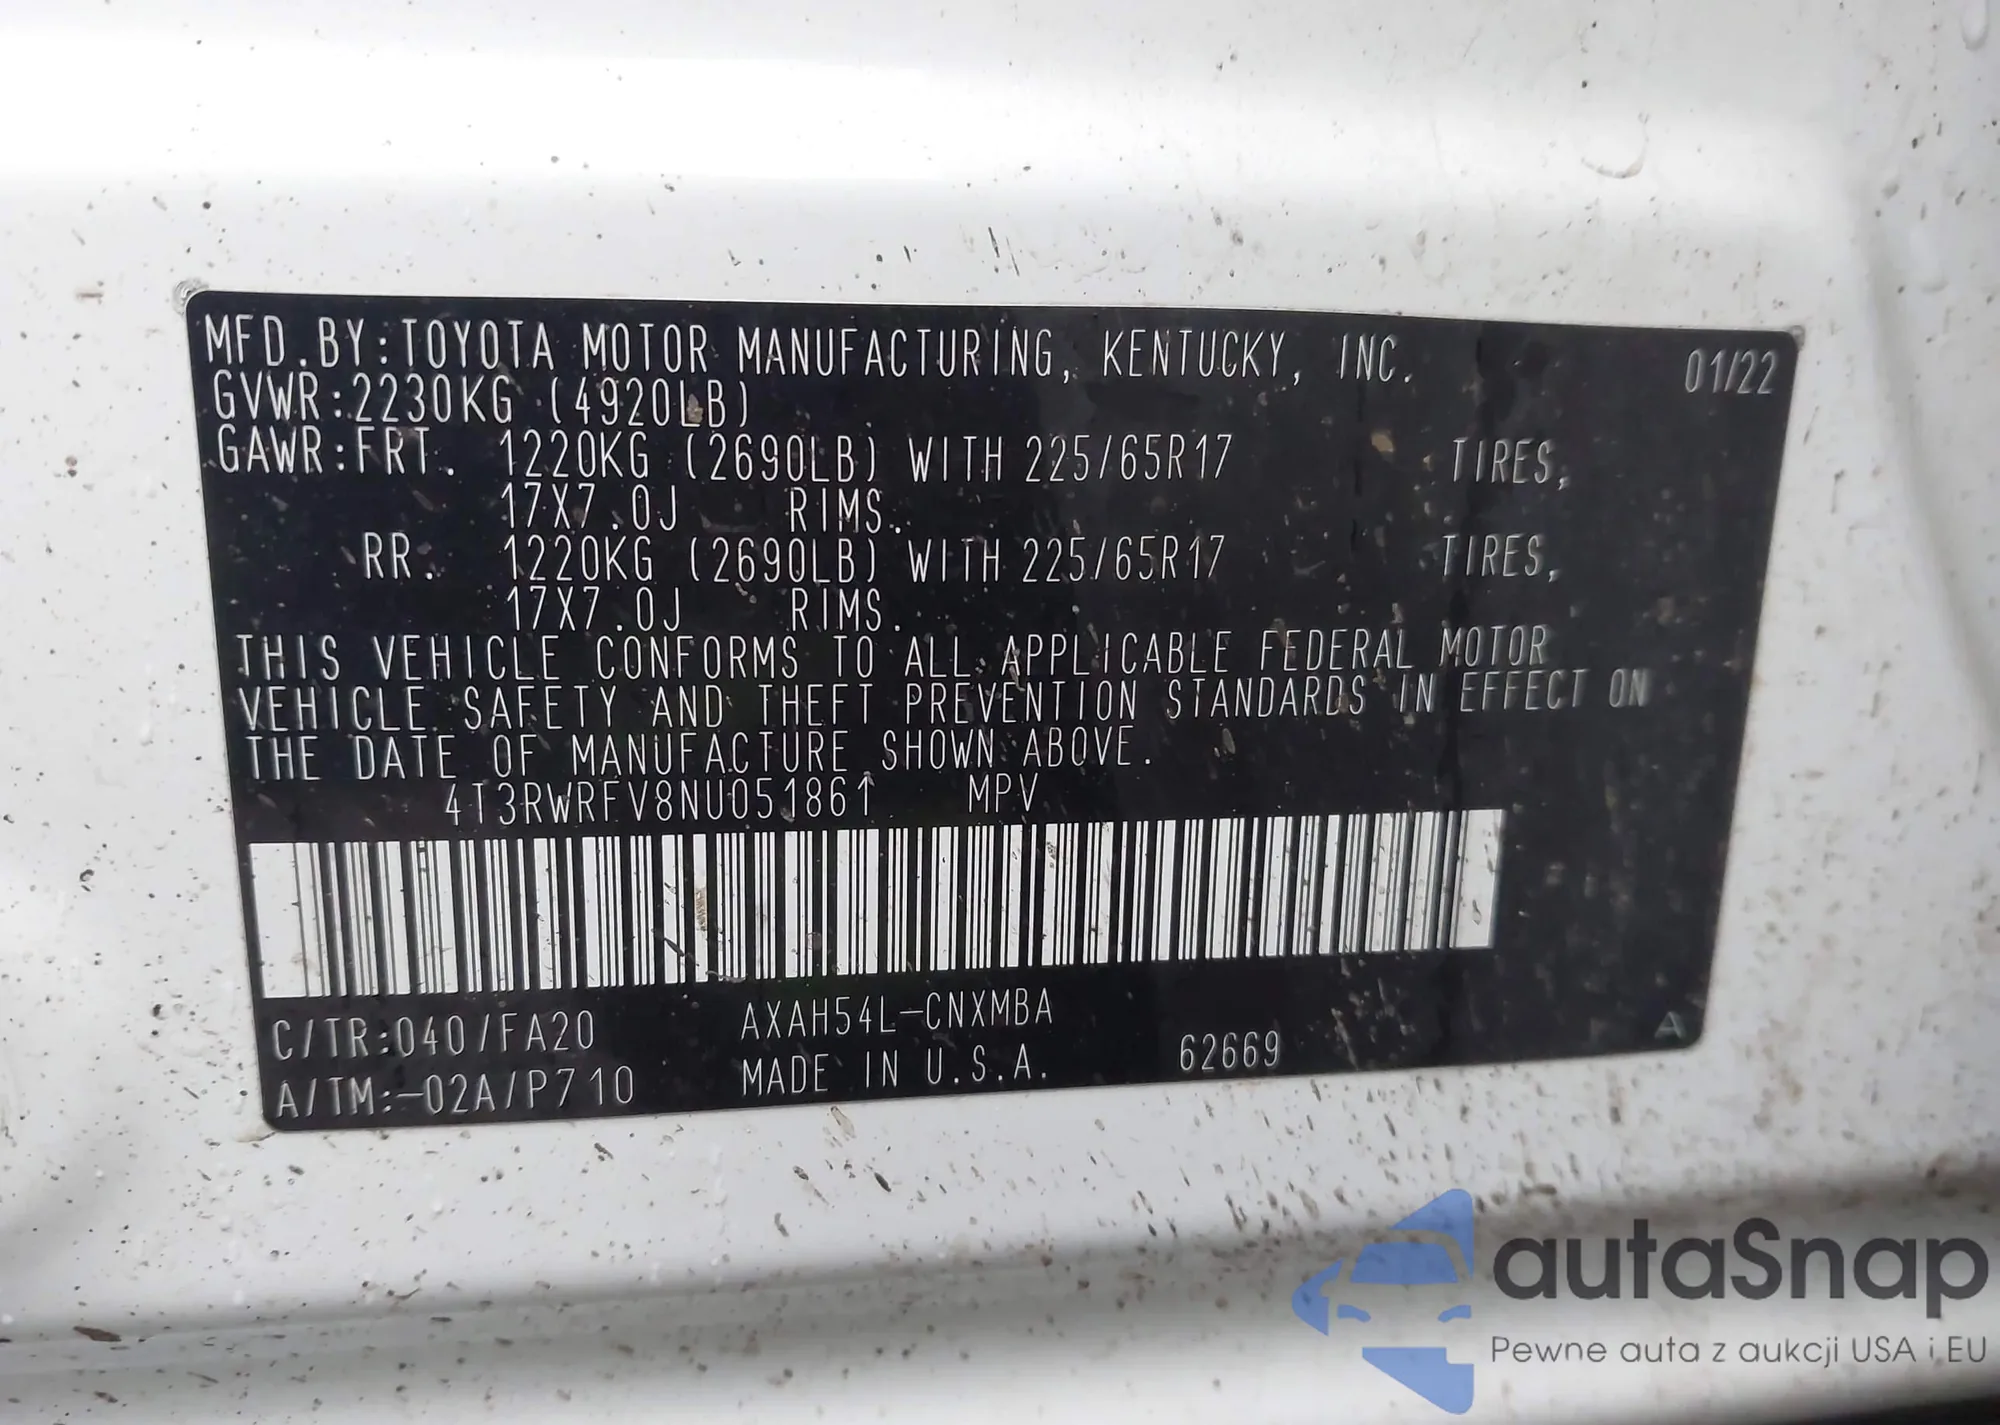 MFD.BY:TOYOTA MOTOR MANUFACTURING, KENTUCKY, INC. 01/22
GVWR:2230KG (4920LB)
GAWR:FRT. 1220KG (2690LB) WITH 225/65R17 TIRES,
17X7.0J RIMS.
RR. 1220KG (2690LB) WITH 225/65R17 TIRES,
17X7.0J RIMS.
THIS VEHICLE CONFORMS TO ALL APPLICABLE FEDERAL MOTOR
VEHICLE SAFETY AND THEFT PREVENTION STANDARDS IN EFFECT ON
THE DATE OF MANUFACTURE SHOWN ABOVE.
4T3RWRFV8NU051861 MPV
C/TR:040/FA20 AXAH54L-CNXMBA
A/TM:-02A/P710 MADE IN U.S.A. 62669
A
autaSnap
Pewne auta z aukcji USA i EU